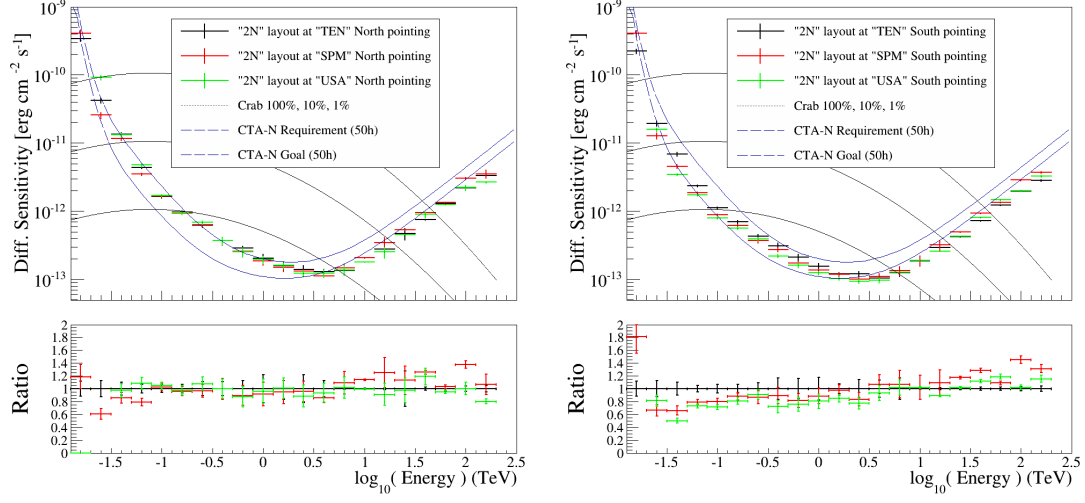 Diff. Sensitivity [erg cm⁻² s⁻¹]
10⁻⁹
10⁻¹⁰
10⁻¹¹
10⁻¹²
10⁻¹³
"2N" layout at "TEN" North pointing
"2N" layout at "SPM" North pointing
"2N" layout at "USA" North pointing
Crab 100%, 10%, 1%
CTA-N Requirement (50h)
CTA-N Goal (50h)
Ratio
2
1.8
1.6
1.4
1.2
1
0.8
0.6
0.4
0.2
0
-1.5 -1 -0.5 0 0.5 1 1.5 2 2.5
log₁₀( Energy ) (TeV)
Diff. Sensitivity [erg cm⁻² s⁻¹]
10⁻⁹
10⁻¹⁰
10⁻¹¹
10⁻¹²
10⁻¹³
"2N" layout at "TEN" South pointing
"2N" layout at "SPM" South pointing
"2N" layout at "USA" South pointing
Crab 100%, 10%, 1%
CTA-N Requirement (50h)
CTA-N Goal (50h)
Ratio
2
1.8
1.6
1.4
1.2
1
0.8
0.6
0.4
0.2
0
-1.5 -1 -0.5 0 0.5 1 1.5 2 2.5
log₁₀( Energy ) (TeV)